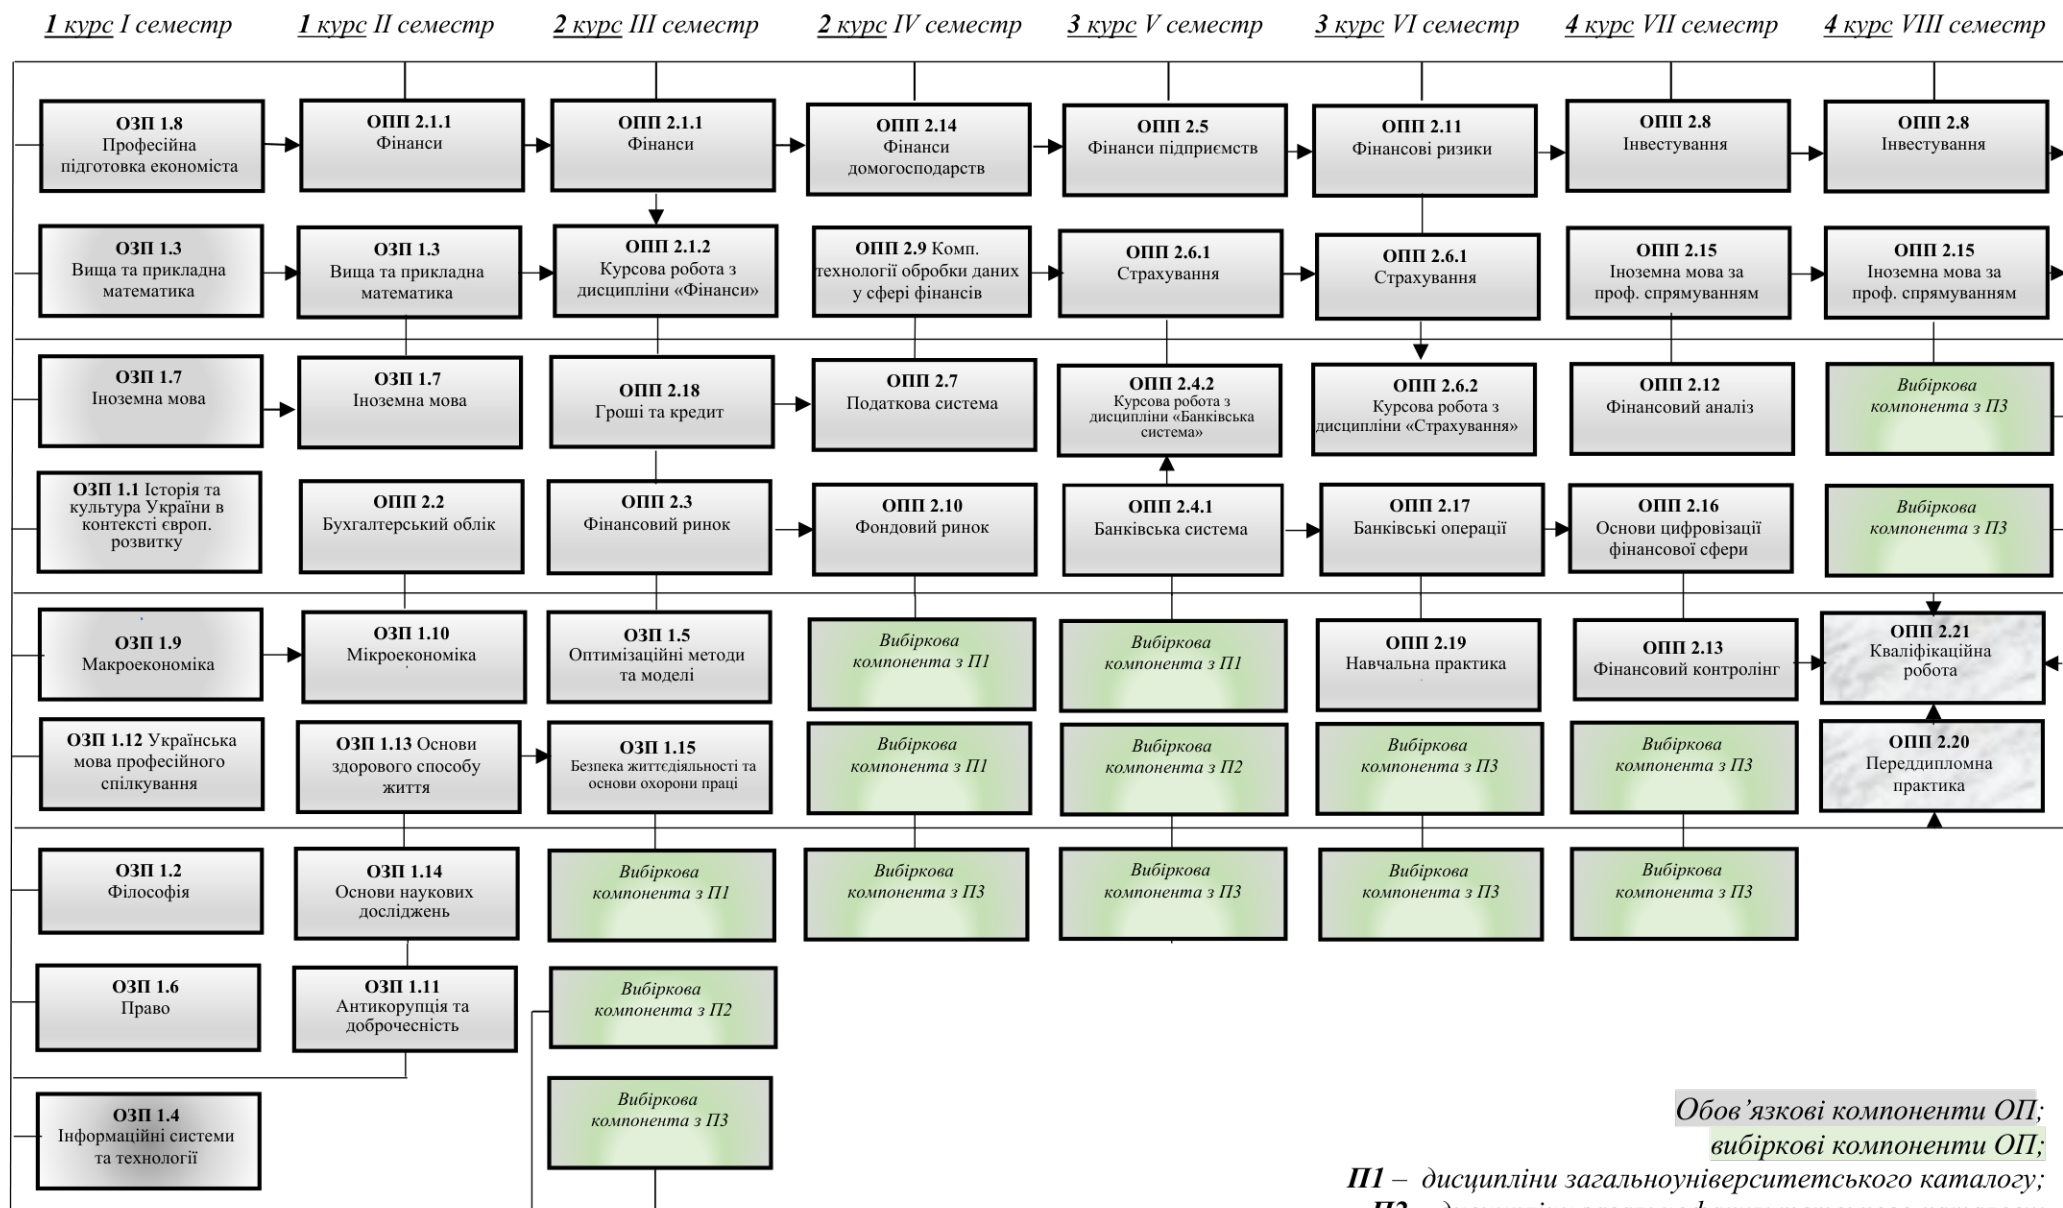 1 курс I семестр
1 курс II семестр
2 курс III семестр
2 курс IV семестр
3 курс V семестр
3 курс VI семестр
4 курс VII семестр
4 курс VIII семестр
ОЗП 1.8
Професійна
підготовка економіста
ОПП 2.1.1
Фінанси
ОПП 2.1.1
Фінанси
ОПП 2.14
Фінанси
домогосподарств
ОПП 2.5
Фінанси підприємств
ОПП 2.11
Фінансові ризики
ОПП 2.8
Інвестування
ОПП 2.8
Інвестування
ОЗП 1.3
Вища та прикладна
математика
ОЗП 1.3
Вища та прикладна
математика
ОПП 2.1.2
Курсова робота з
дисципліни «Фінанси»
ОПП 2.9 Комп.
технології обробки даних
у сфері фінансів
ОПП 2.6.1
Страхування
ОПП 2.6.1
Страхування
ОПП 2.15
Іноземна мова за
проф. спрямуванням
ОПП 2.15
Іноземна мова за
проф. спрямуванням
ОЗП 1.7
Іноземна мова
ОЗП 1.7
Іноземна мова
ОПП 2.18
Гроші та кредит
ОПП 2.7
Податкова система
ОПП 2.4.2
Курсова робота з
дисципліни «Банківська
система»
ОПП 2.6.2
Курсова робота з
дисципліни «Страхування»
ОПП 2.12
Фінансовий аналіз
Вибіркова
компонента з П3
ОЗП 1.1 Історія та
культура України в
контексті європ.
розвитку
ОПП 2.2
Бухгалтерський облік
ОПП 2.3
Фінансовий ринок
ОПП 2.10
Фондовий ринок
ОПП 2.4.1
Банківська система
ОПП 2.17
Банківські операції
ОПП 2.16
Основи цифровізації
фінансової сфери
Вибіркова
компонента з П3
ОЗП 1.9
Макроекономіка
ОЗП 1.10
Мікроекономіка
ОЗП 1.5
Оптимізаційні методи
та моделі
Вибіркова
компонента з П1
Вибіркова
компонента з П1
ОПП 2.19
Навчальна практика
ОПП 2.13
Фінансовий контролінг
ОПП 2.21
Кваліфікаційна
робота
ОЗП 1.12 Українська
мова професійного
спілкування
ОЗП 1.13 Основи
здорового способу
життя
ОЗП 1.15
Безпека життєдіяльності та
основи охорони праці
Вибіркова
компонента з П1
Вибіркова
компонента з П2
Вибіркова
компонента з П3
Вибіркова
компонента з П3
ОПП 2.20
Переддипломна
практика
ОЗП 1.2
Філософія
ОЗП 1.14
Основи наукових
досліджень
Вибіркова
компонента з П1
Вибіркова
компонента з П3
Вибіркова
компонента з П3
Вибіркова
компонента з П3
Вибіркова
компонента з П3
ОЗП 1.6
Право
ОЗП 1.11
Антикорупція та
доброчесність
Вибіркова
компонента з П2
ОЗП 1.4
Інформаційні системи
та технології
Вибіркова
компонента з П3
Обов’язкові компоненти ОП;
вибіркові компоненти ОП;
П1 – дисципліни загальноуніверситетського каталогу;